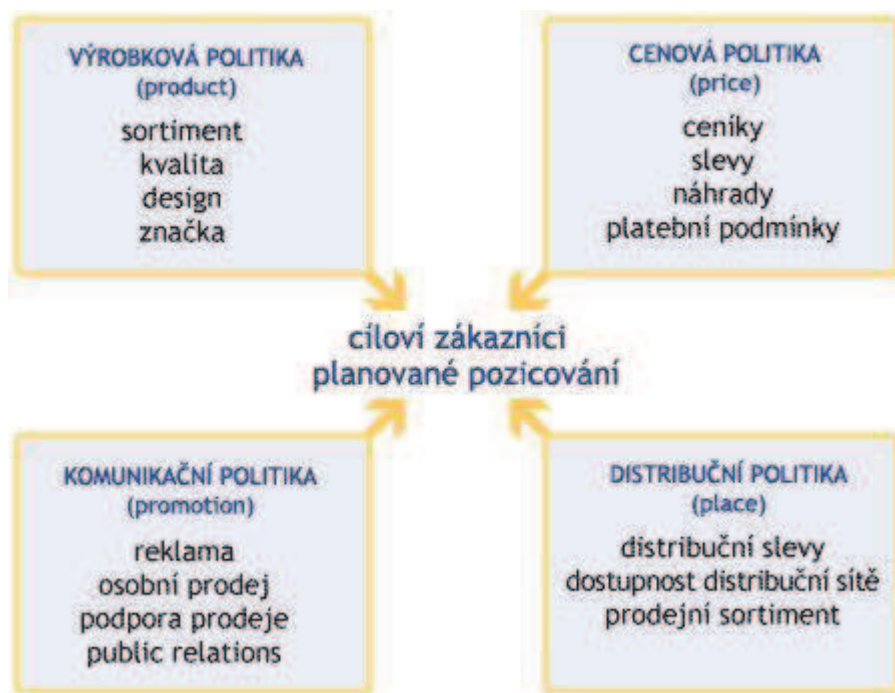 VÝROBKOVÁ POLITIKA
(product)
sortiment
kvalita
design
značka
CENOVÁ POLITIKA
(price)
ceníky
slevy
náhrady
platební podmínky
cíloví zákazníci
planované pozicování
KOMUNIKAČNÍ POLITIKA
(promotion)
reklama
osobní prodej
podpora prodeje
public relations
DISTRIBUČNÍ POLITIKA
(place)
distribuční slevy
dostupnost distribuční sítě
prodejní sortiment